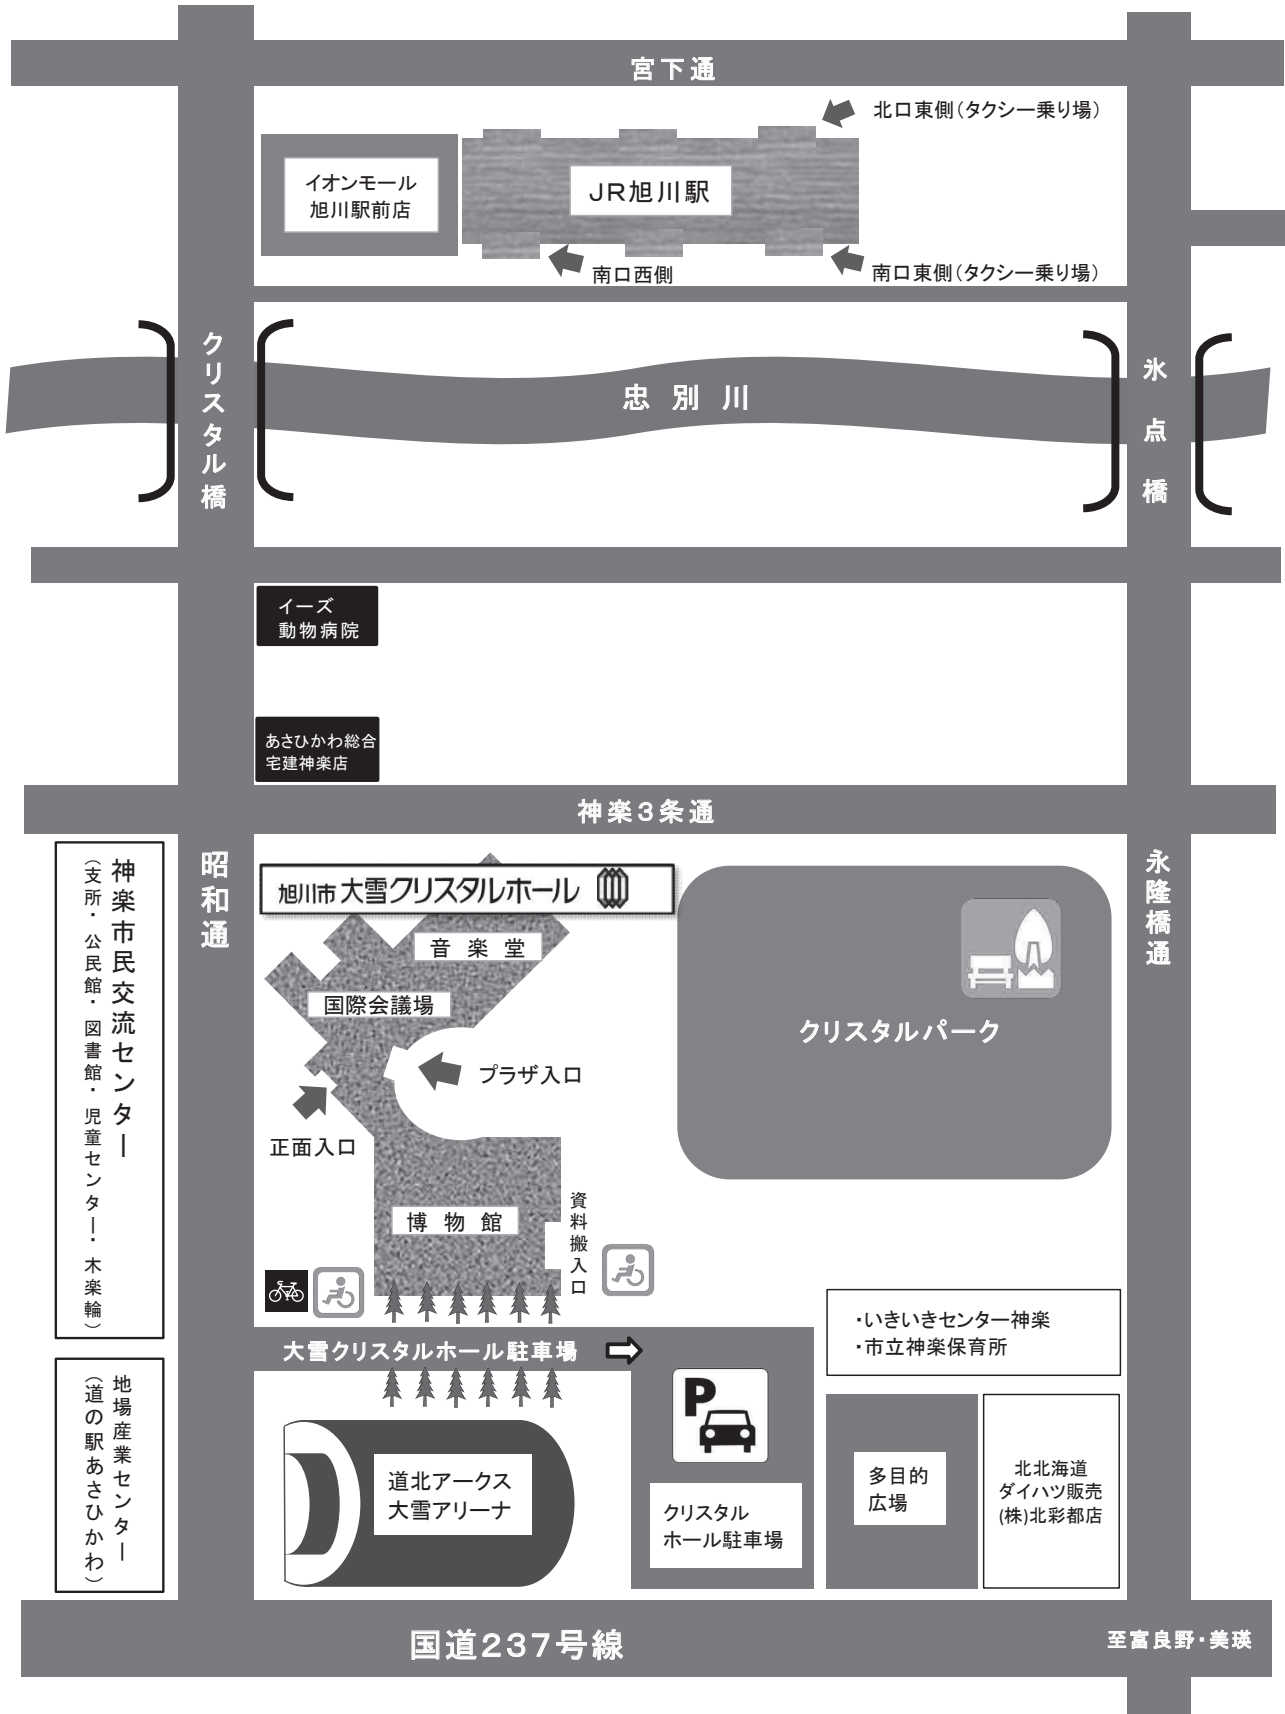 宮下通
北口東側(タクシー乗り場)
イオンモール
旭川駅前店
JR旭川駅
南口西側
南口東側(タクシー乗り場)
クリスタル橋
忠別川
氷点橋
イーズ
動物病院
あさひかわ総合
宅建神楽店
神楽3条通
神楽市民交流センター
(支所・公民館・図書館・児童センター・木楽輪)
昭和通
旭川市大雪クリスタルホール
音楽堂
国際会議場
プラザ入口
正面入口
博物館
資料搬入口
クリスタルパーク
永隆橋通
大雪クリスタルホール駐車場
・いきいきセンター神楽
・市立神楽保育所
地場産業センター
(道の駅あさひかわ)
道北アークス
大雪アリーナ
P
クリスタル
ホール駐車場
多目的
広場
北北海道
ダイハツ販売
(株)北彩都店
国道237号線
至富良野・美瑛